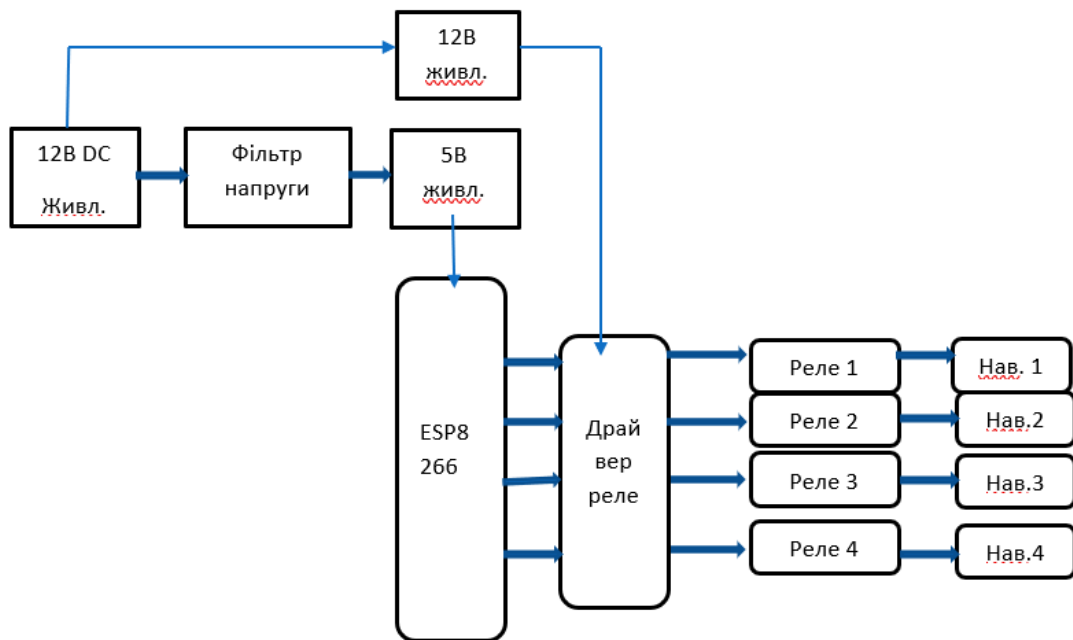 12В
живл.
12В DC
Живл.
Фільтр
напруги
5В
живл.
ESP8
266
Драй
вер
реле
Реле 1
Нав. 1
Реле 2
Нав.2
Реле 3
Нав.3
Реле 4
Нав.4